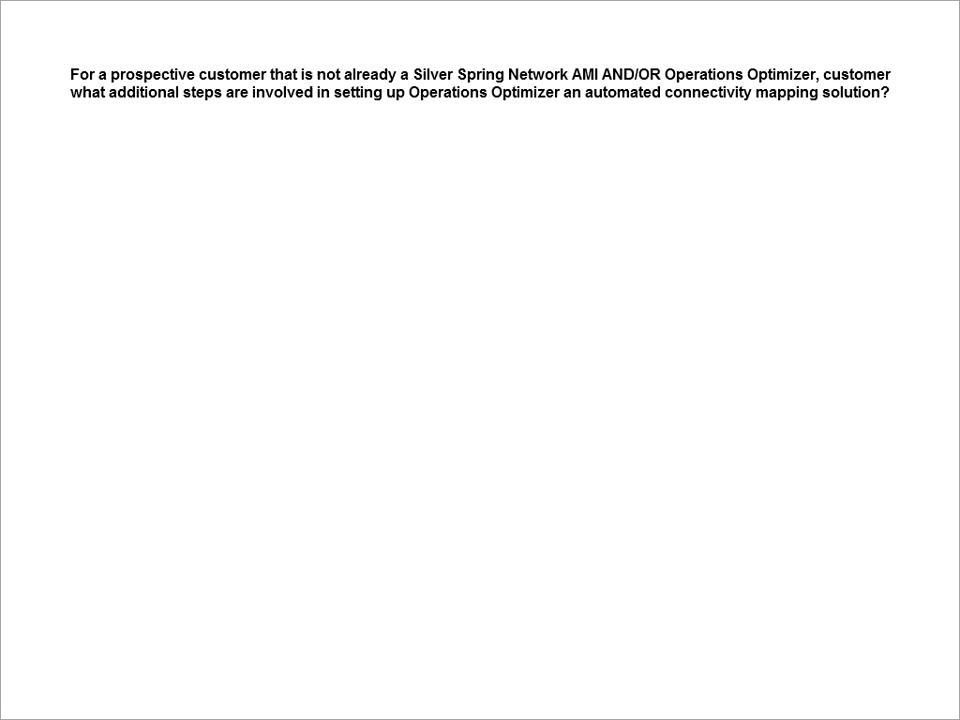 For a prospective customer that is not already a Silver Spring Network AMI AND/OR Operations Optimizer, customer
what additional steps are involved in setting up Operations Optimizer an automated connectivity mapping solution?